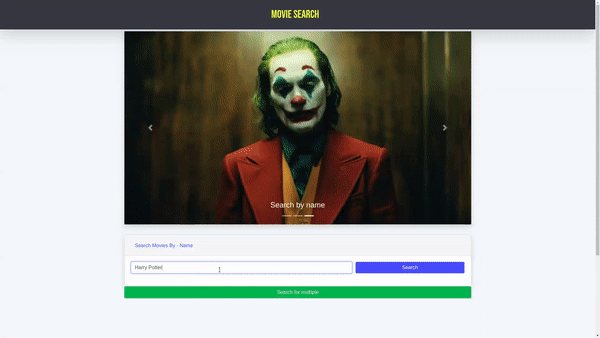 MOVIE SEARCH
Search by name
Search Movies By - Name
Harry Potter
Search
Search for multiple